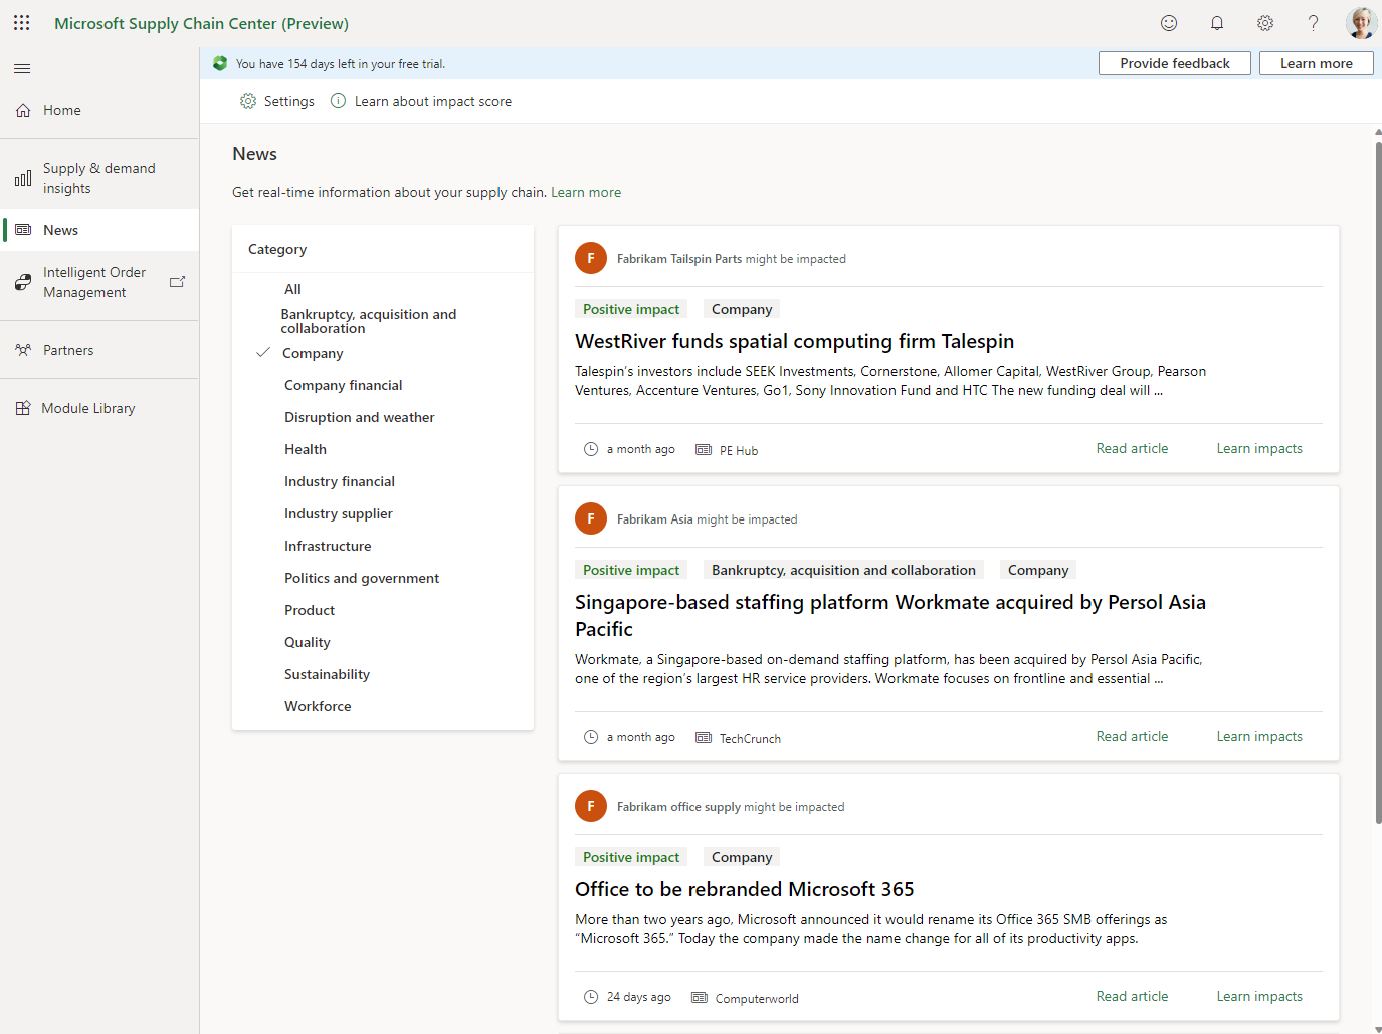 Microsoft Supply Chain Center (Preview)
You have 154 days left in your free trial.
Provide feedback
Learn more
Settings
Learn about impact score
Home
Supply & demand
insights
News
Intelligent Order
Management
Partners
Module Library
News
Get real-time information about your supply chain. Learn more
Category
All
Bankruptcy, acquisition and
collaboration
Company
Company financial
Disruption and weather
Health
Industry financial
Industry supplier
Infrastructure
Politics and government
Product
Quality
Sustainability
Workforce
F
Fabrikam Tailspin Parts might be impacted
Positive impact
Company
WestRiver funds spatial computing firm Talespin
Talespin's investors include SEEK Investments, Cornerstone, Allomer Capital, WestRiver Group, Pearson
Ventures, Accenture Ventures, Go1, Sony Innovation Fund and HTC The new funding deal will ...
a month ago
PE Hub
Read article
Learn impacts
F
Fabrikam Asia might be impacted
Positive impact
Bankruptcy, acquisition and collaboration
Company
Singapore-based staffing platform Workmate acquired by Persol Asia
Pacific
Workmate, a Singapore-based on-demand staffing platform, has been acquired by Persol Asia Pacific,
one of the region's largest HR service providers. Workmate focuses on frontline and essential ...
a month ago
TechCrunch
Read article
Learn impacts
F
Fabrikam office supply might be impacted
Positive impact
Company
Office to be rebranded Microsoft 365
More than two years ago, Microsoft announced it would rename its Office 365 SMB offerings as
“Microsoft 365.” Today the company made the name change for all of its productivity apps.
24 days ago
Computerworld
Read article
Learn impacts